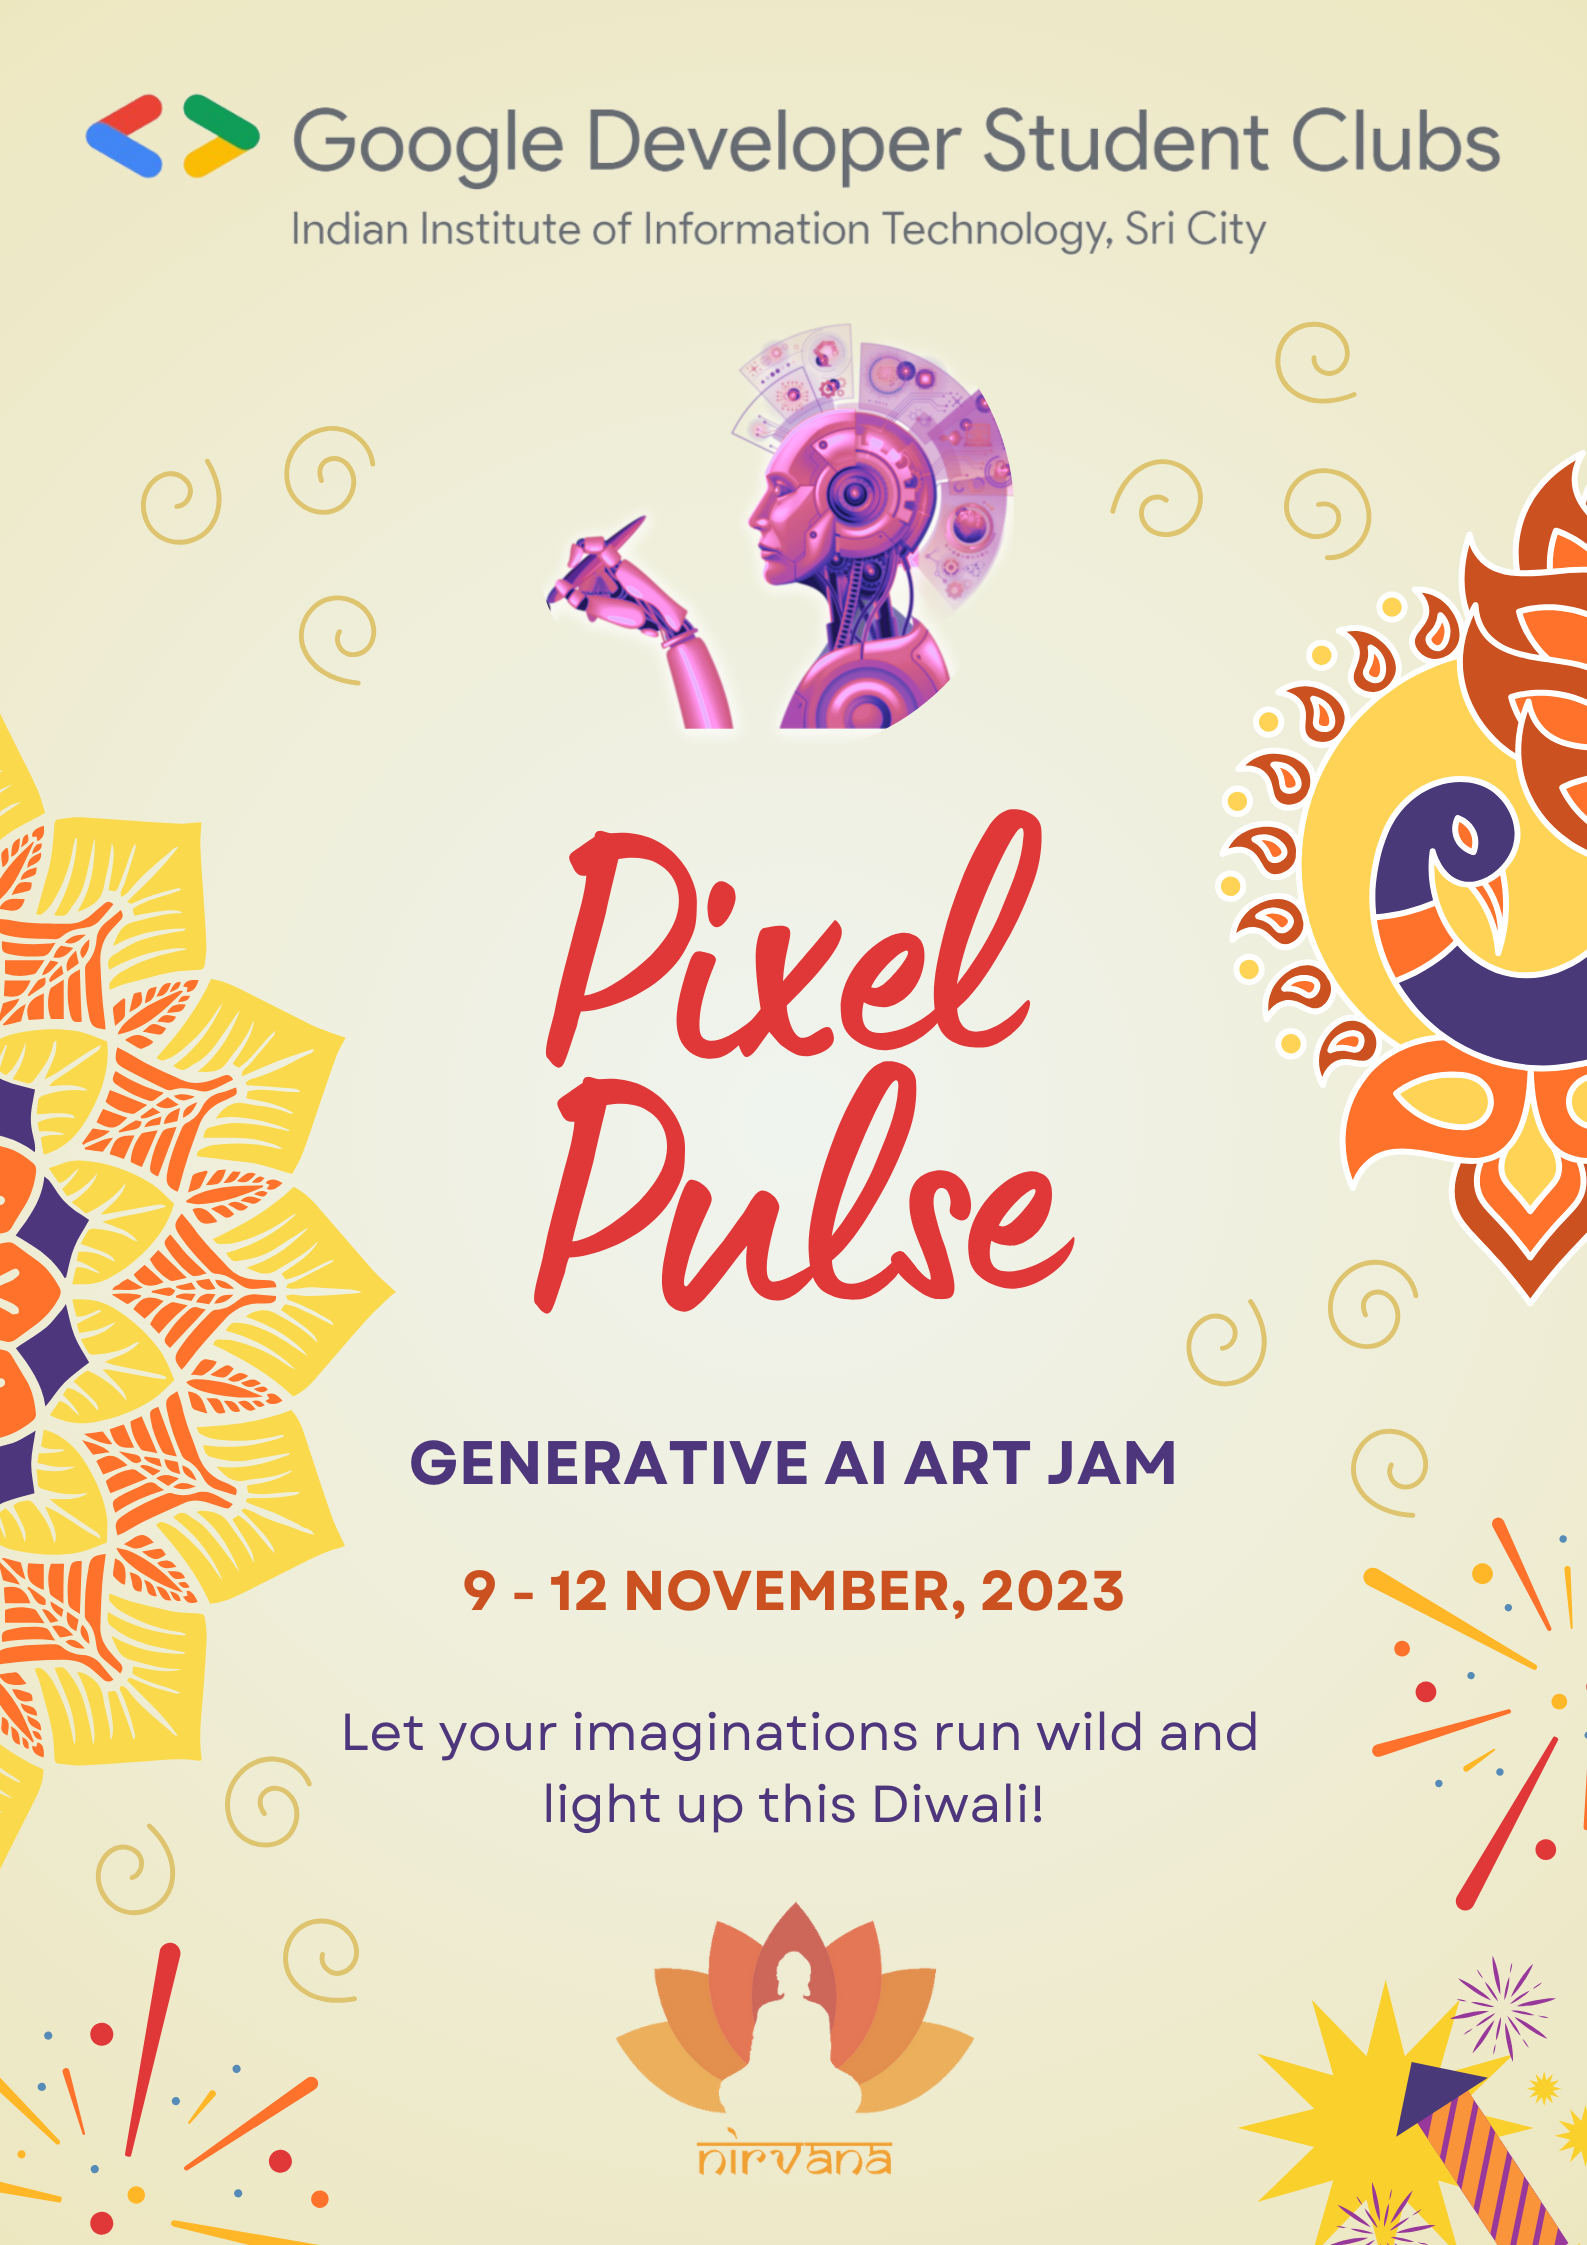 Google Developer Student Clubs
Indian Institute of Information Technology, Sri City
Pixel
Pulse
GENERATIVE AI ART JAM
9 - 12 NOVEMBER, 2023
Let your imaginations run wild and
light up this Diwali!
nirvana